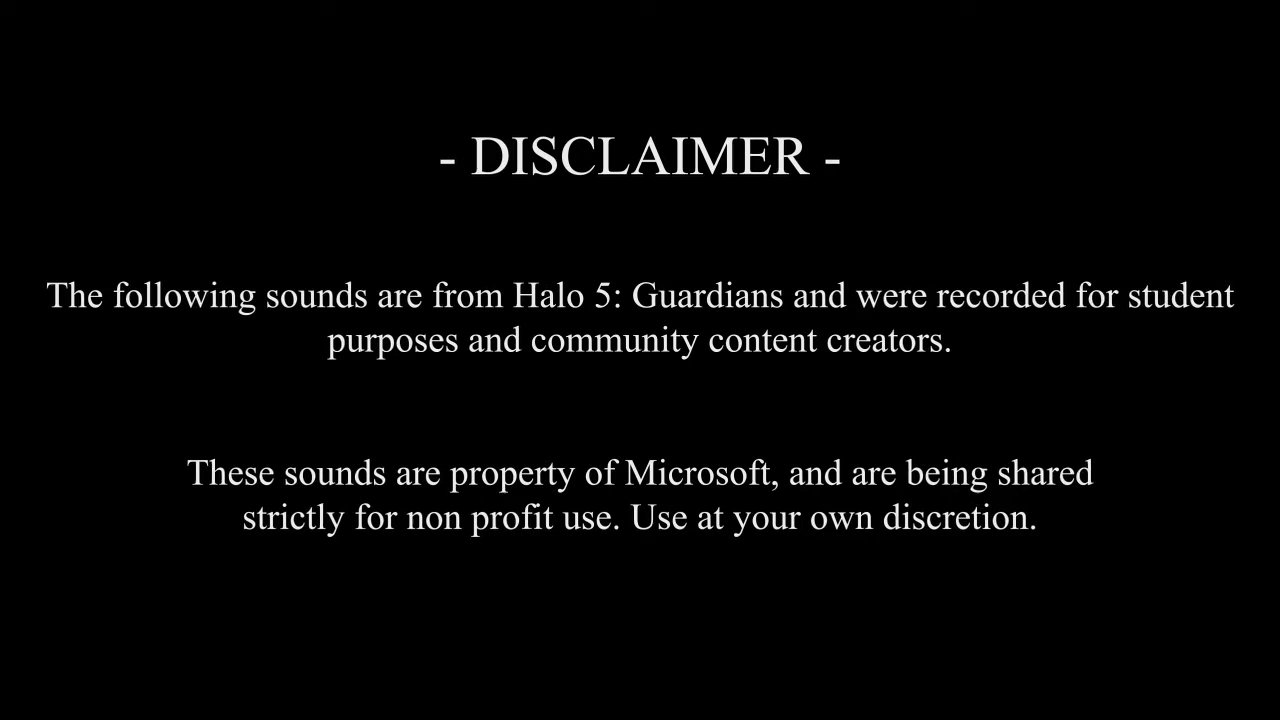 - DISCLAIMER -
The following sounds are from Halo 5: Guardians and were recorded for student
purposes and community content creators.
These sounds are property of Microsoft, and are being shared
strictly for non profit use. Use at your own discretion.